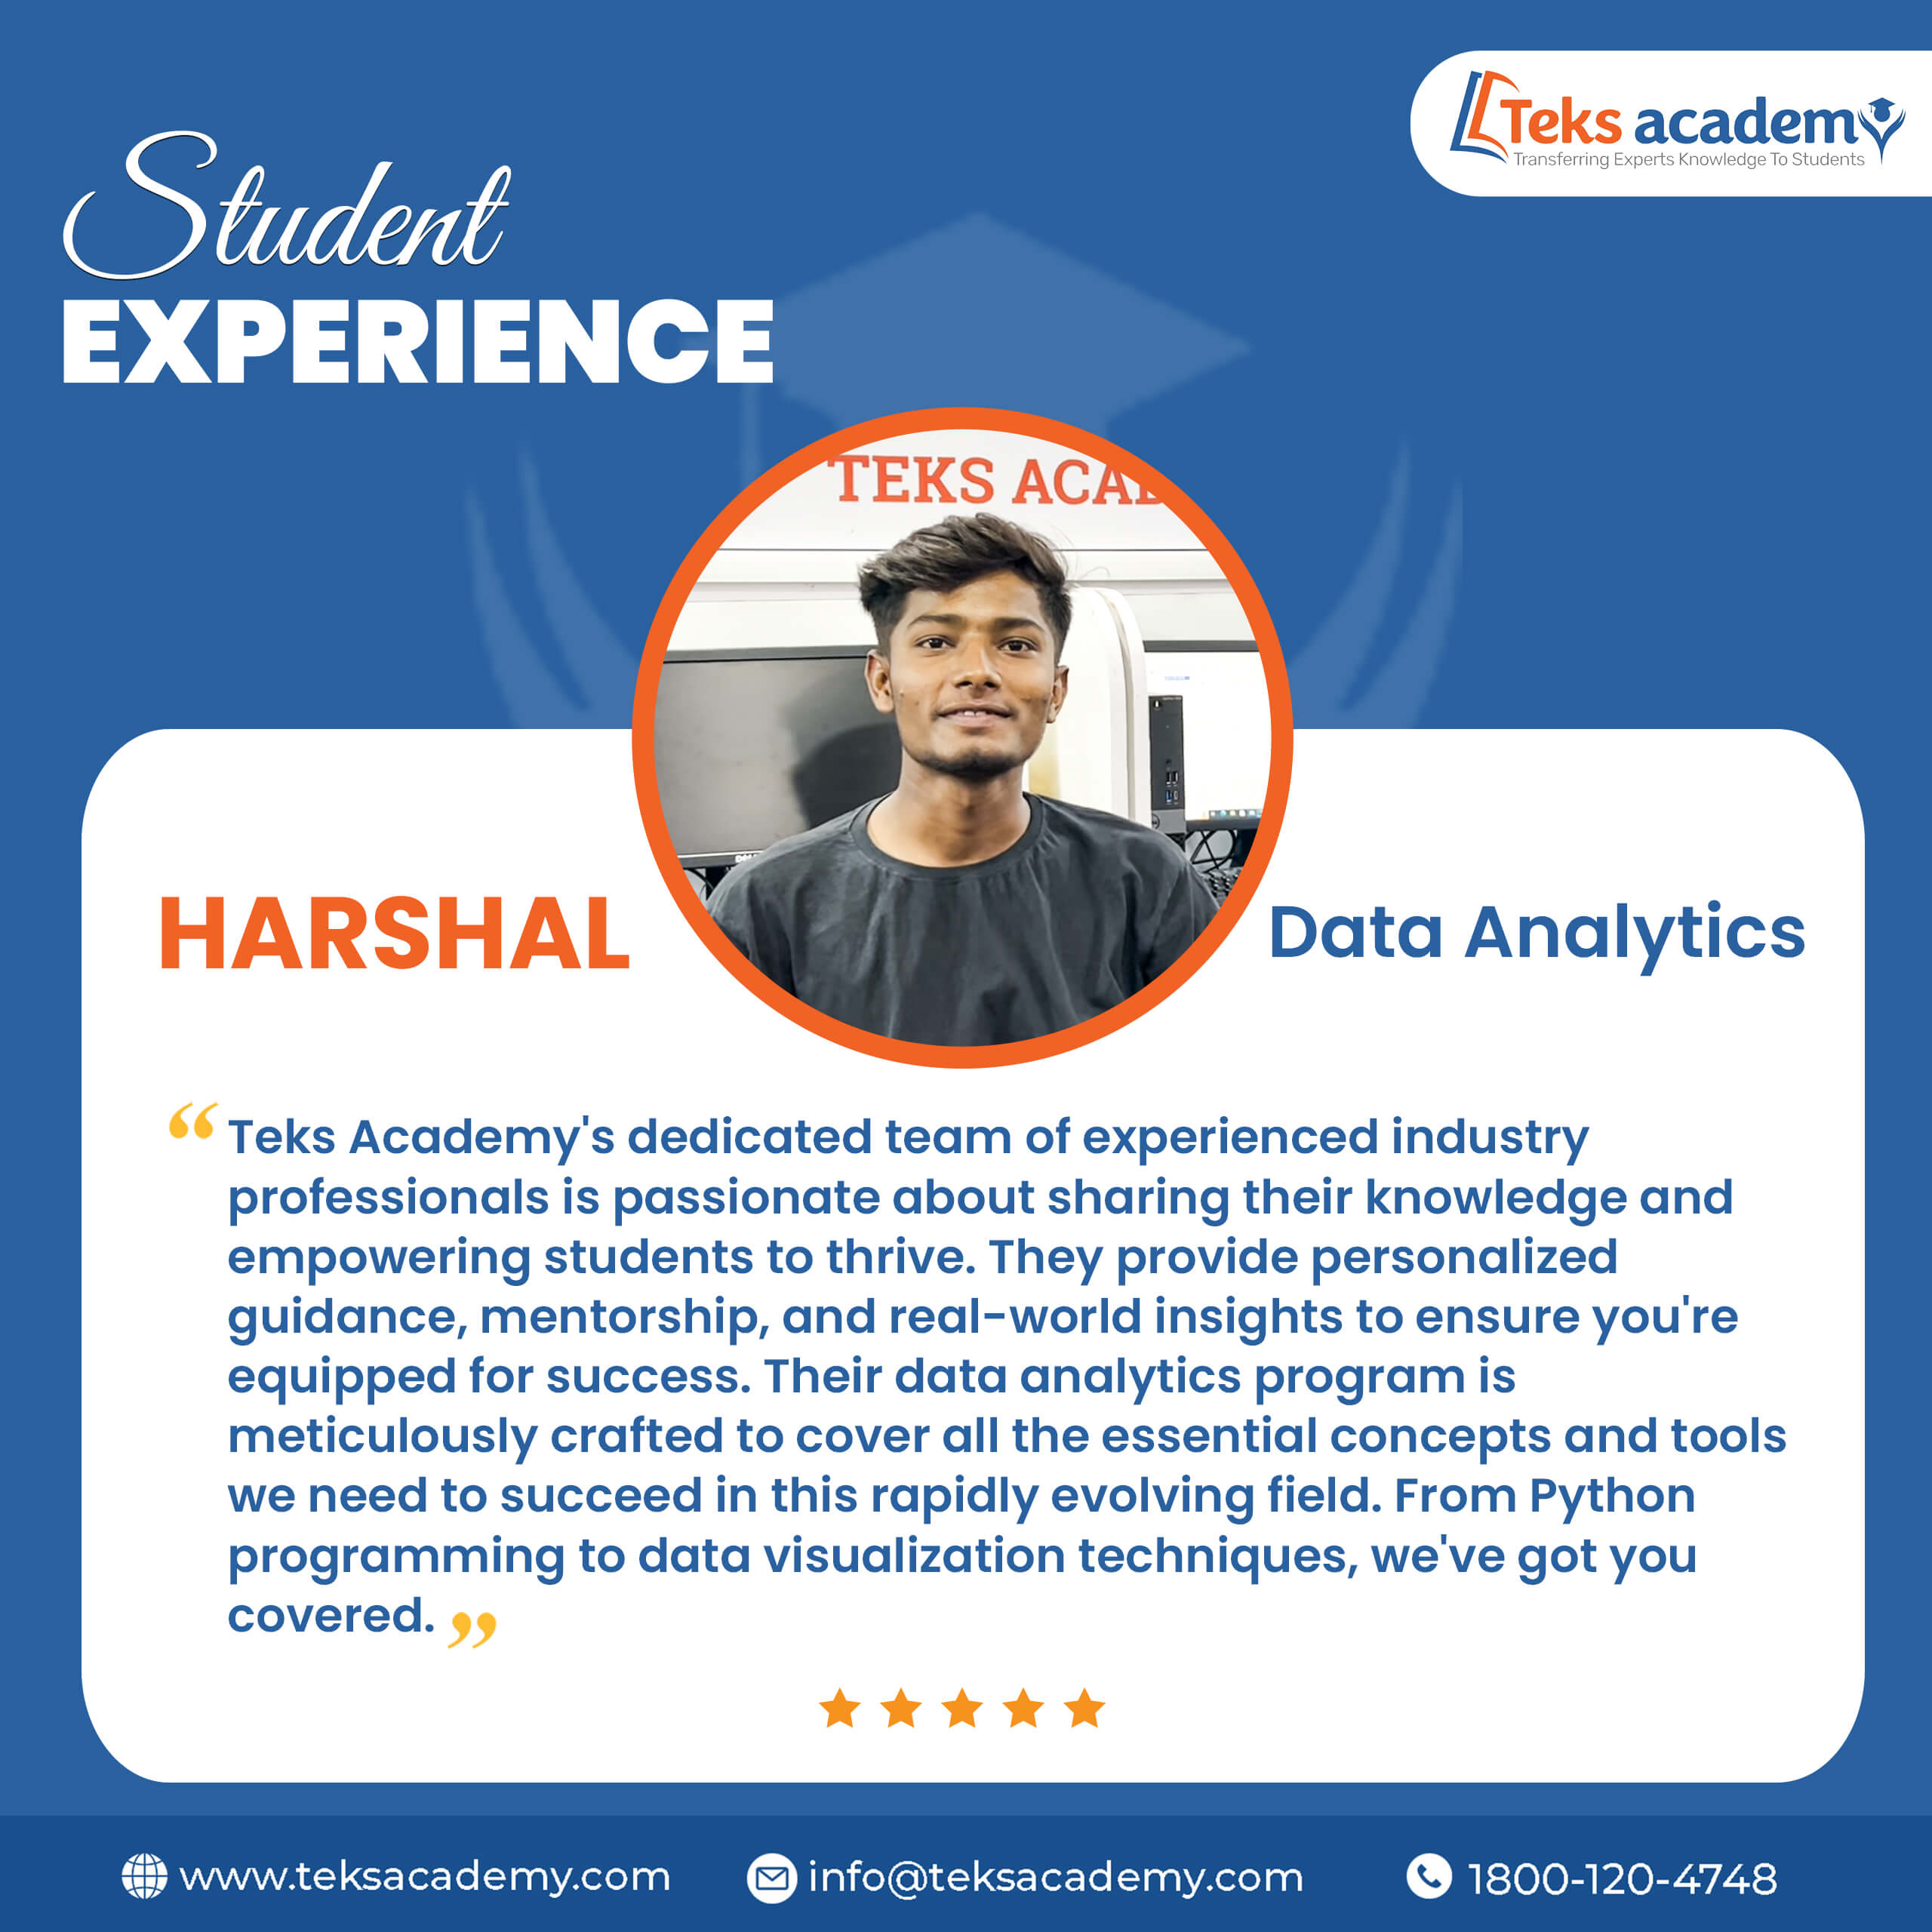 Teks academy
Transferring Experts Knowledge To Students
Student
EXPERIENCE
TEKS ACAD
HARSHAL
Data Analytics
“Teks Academy's dedicated team of experienced industry
professionals is passionate about sharing their knowledge and
empowering students to thrive. They provide personalized
guidance, mentorship, and real-world insights to ensure you're
equipped for success. Their data analytics program is
meticulously crafted to cover all the essential concepts and tools
we need to succeed in this rapidly evolving field. From Python
programming to data visualization techniques, we've got you
covered.”
www.teksacademy.com
info@teksacademy.com
1800-120-4748